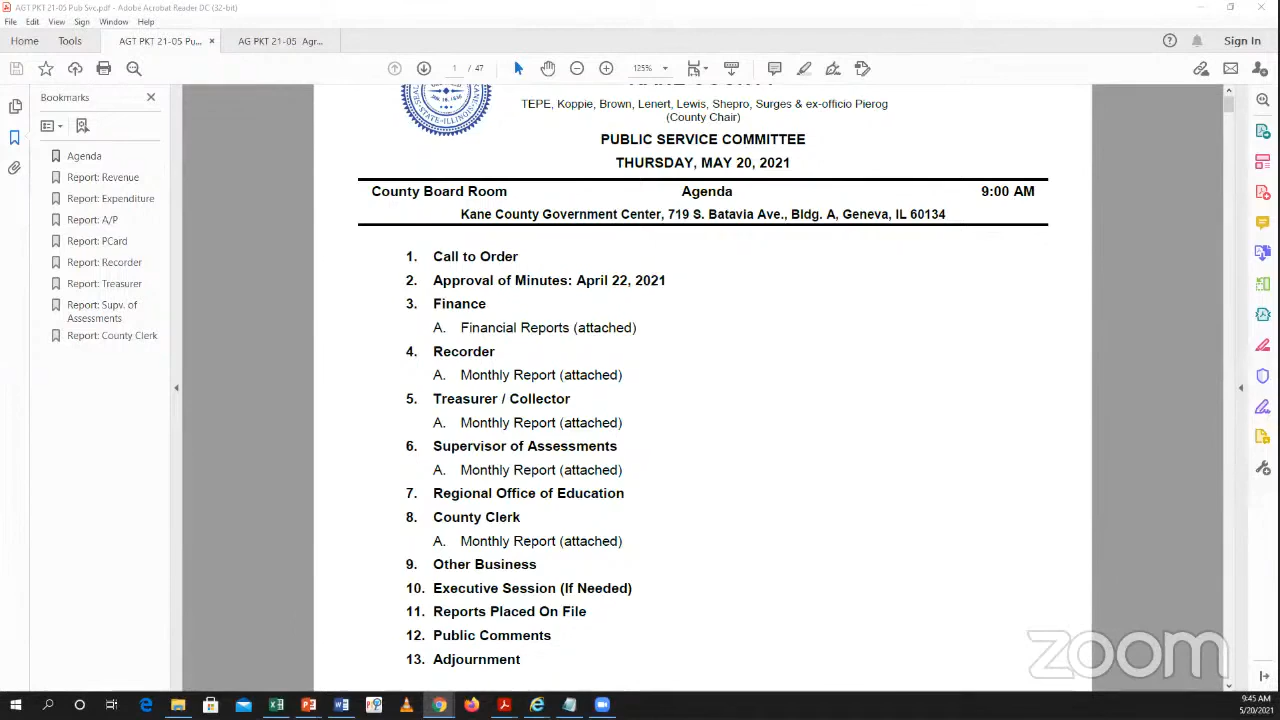 AGT PKT 21-05 Pub Svc.pdf - Adobe Acrobat Reader DC (32-bit)
File Edit View Sign Window Help
Home Tools AGT PKT 21-05 Pu... × AGT PKT 21-05 Agr... Sign In
1 / 47 125%
Bookmarks
Agenda
Report: Revenue
Report: Expenditure
Report: A/P
Report: PCard
Report: Recorder
Report: Treasurer
Report: Supv. of
Assessments
Report: County Clerk
KANE COUNTY
TEPE, Koppie, Brown, Lenert, Lewis, Shepro, Surges & ex-officio Pierog
(County Chair)
PUBLIC SERVICE COMMITTEE
THURSDAY, MAY 20, 2021
County Board Room Agenda 9:00 AM
Kane County Government Center, 719 S. Batavia Ave., Bldg. A, Geneva, IL 60134
1. Call to Order
2. Approval of Minutes: April 22, 2021
3. Finance
A. Financial Reports (attached)
4. Recorder
A. Monthly Report (attached)
5. Treasurer / Collector
A. Monthly Report (attached)
6. Supervisor of Assessments
A. Monthly Report (attached)
7. Regional Office of Education
8. County Clerk
A. Monthly Report (attached)
9. Other Business
10. Executive Session (If Needed)
11. Reports Placed On File
12. Public Comments
13. Adjournment
zoom
9:45 AM
5/20/2021